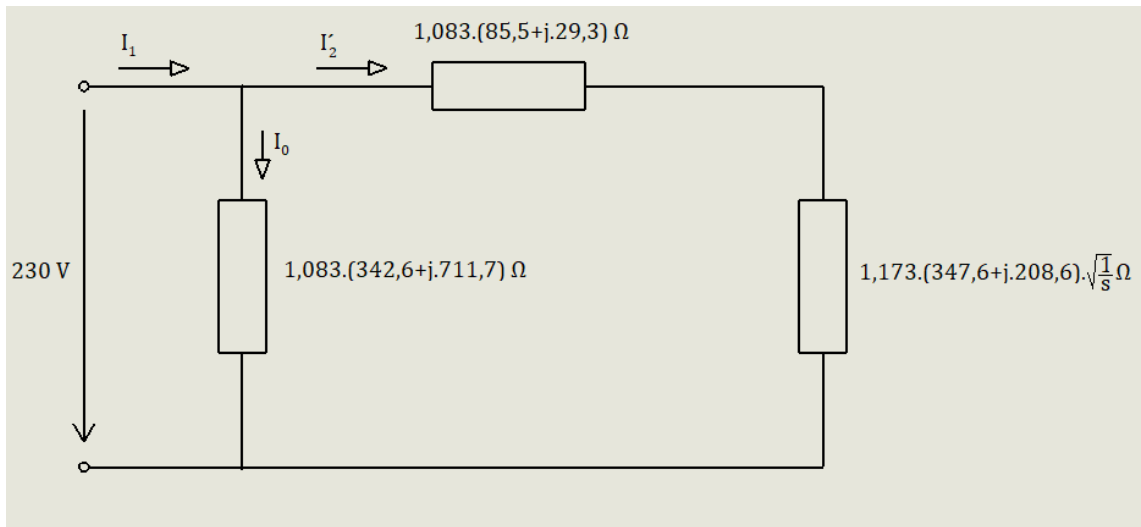 1,083.(85,5+j.29,3) Ω
I₁
I´₂
I₀
230 V
1,083.(342,6+j.711,7) Ω
1,173.(347,6+j.208,6).√(1/s)Ω